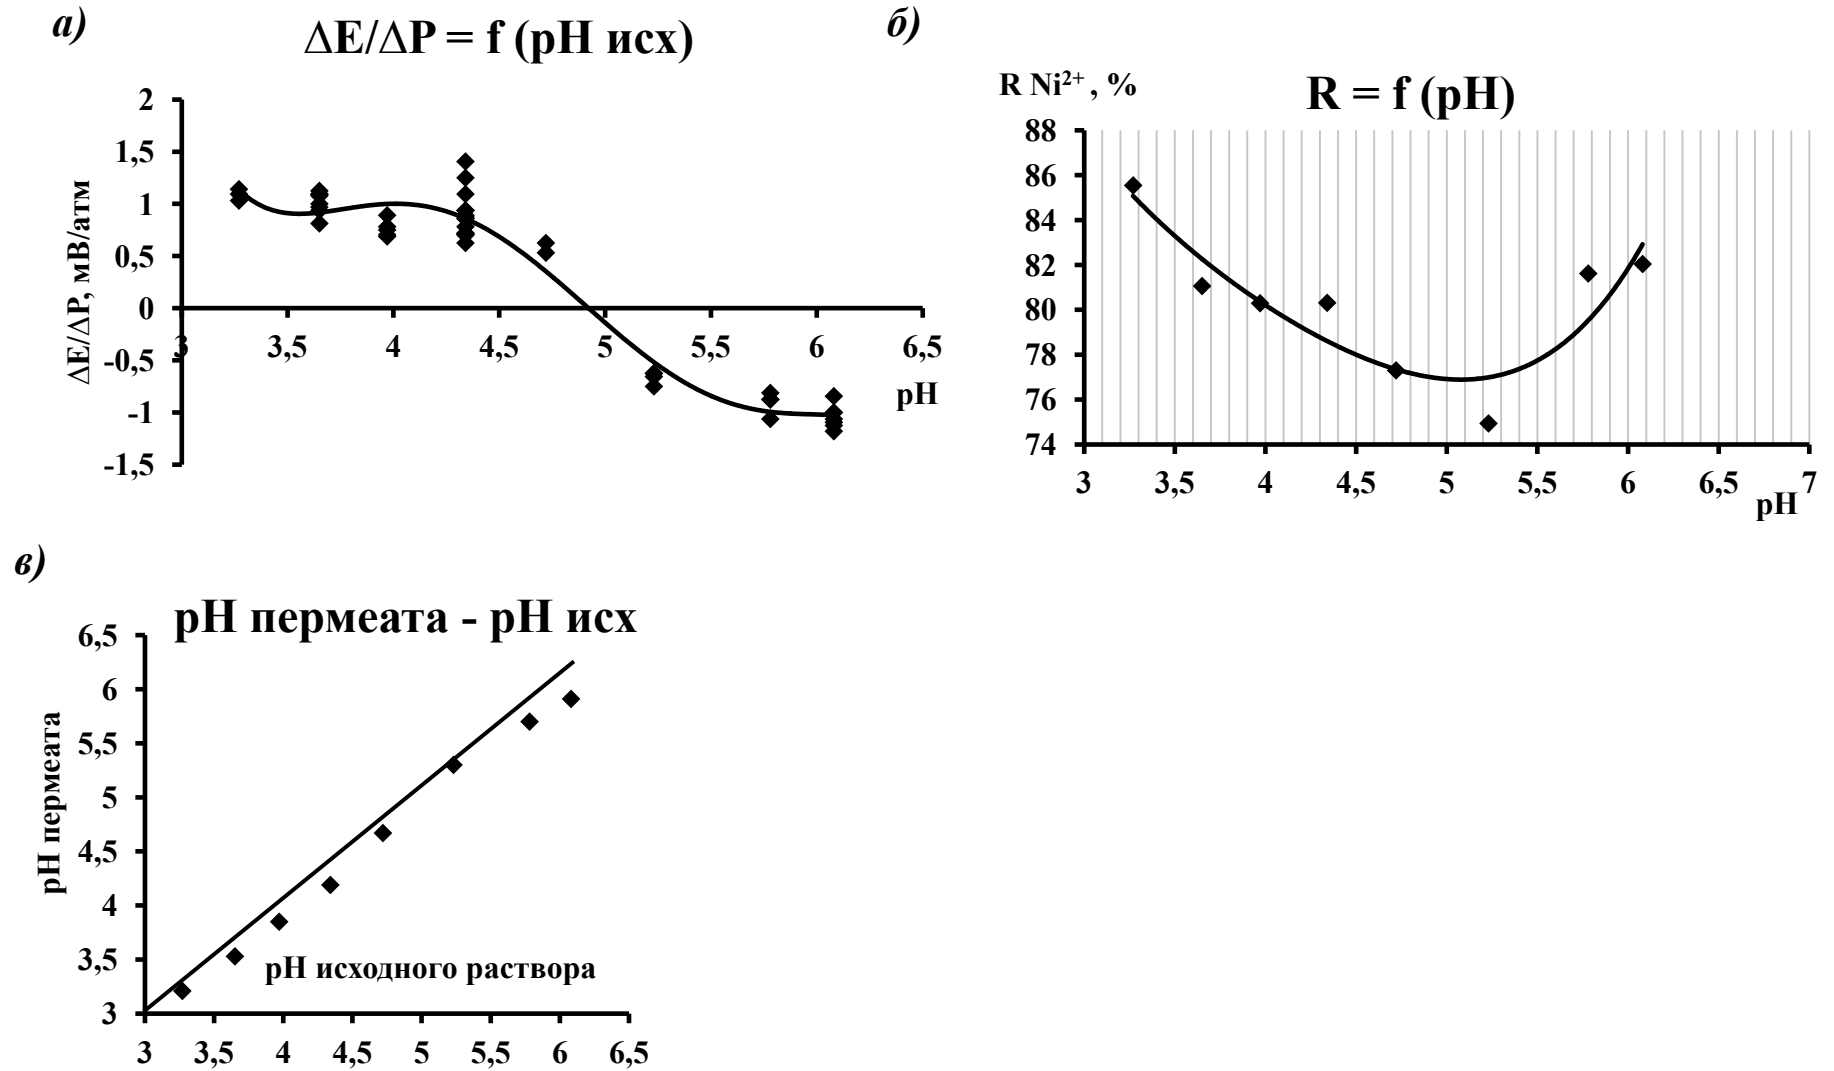 а)
ΔE/ΔP = f (pH исх)
ΔE/ΔP, мВ/атм
2
1,5
1
0,5
0
-0,5
-1
-1,5
3 3,5 4 4,5 5 5,5 6 6,5
pH
б)
R Ni²⁺ , %
R = f (pH)
88
86
84
82
80
78
76
74
3 3,5 4 4,5 5 5,5 6 6,5 7
pH
в)
pH пермеата - pH исх
pH пермеата
6,5
6
5,5
5
4,5
4
3,5
3
pH исходного раствора
3 3,5 4 4,5 5 5,5 6 6,5